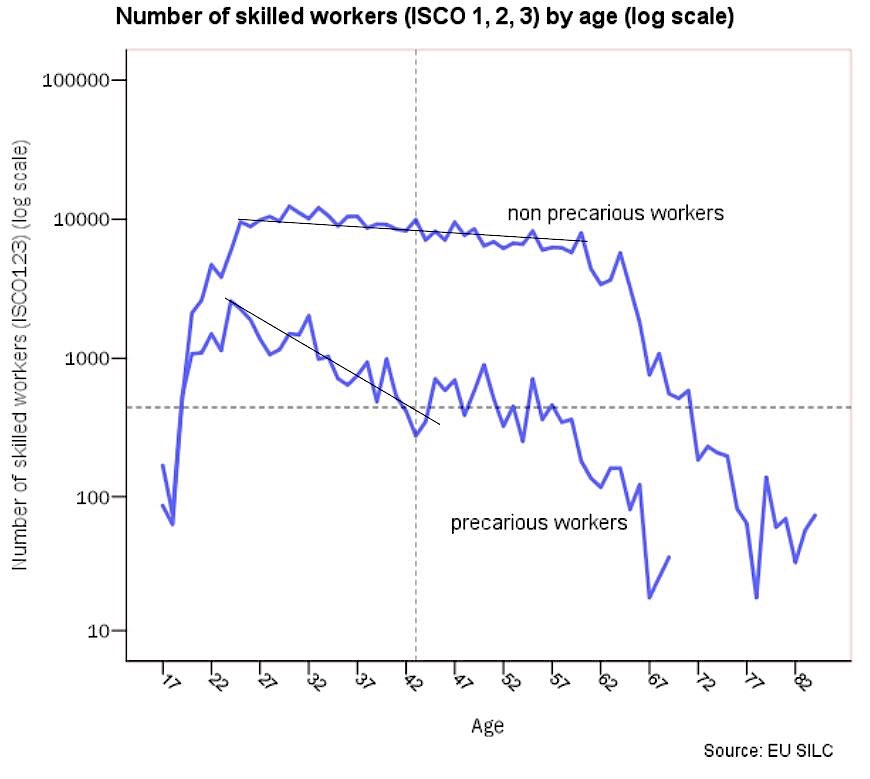 Number of skilled workers (ISCO 1, 2, 3) by age (log scale)
Number of skilled workers (ISCO123) (log scale)
100000
10000
1000
100
10
non precarious workers
precarious workers
17 22 27 32 37 42 47 52 57 62 67 72 77 82
Age
Source: EU SILC